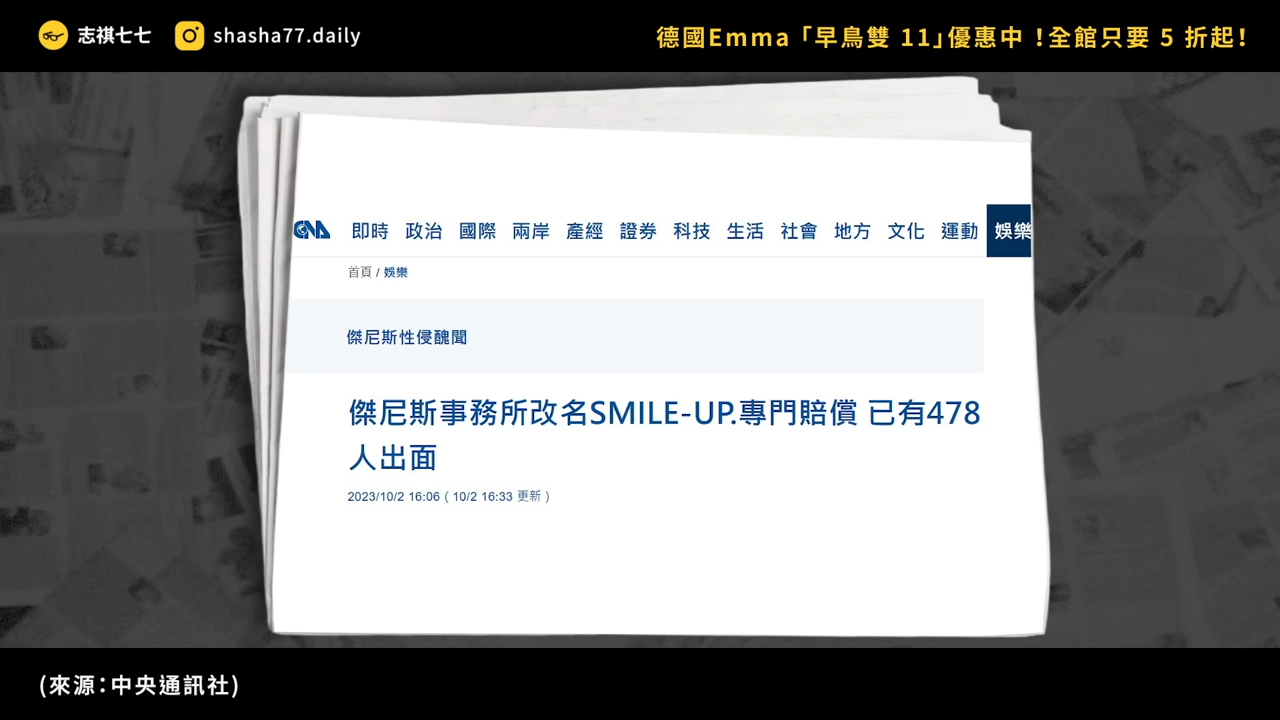 志祺七七 shasha77.daily 德國Emma「早鳥雙 11」優惠中！全館只要 5 折起！
CNA 即時 政治 國際 兩岸 產經 證券 科技 生活 社會 地方 文化 運動 娛樂
首頁 / 娛樂
傑尼斯性侵醜聞
傑尼斯事務所改名SMILE-UP.專門賠償 已有478
人出面
2023/10/2 16:06（10/2 16:33 更新）
(來源：中央通訊社)